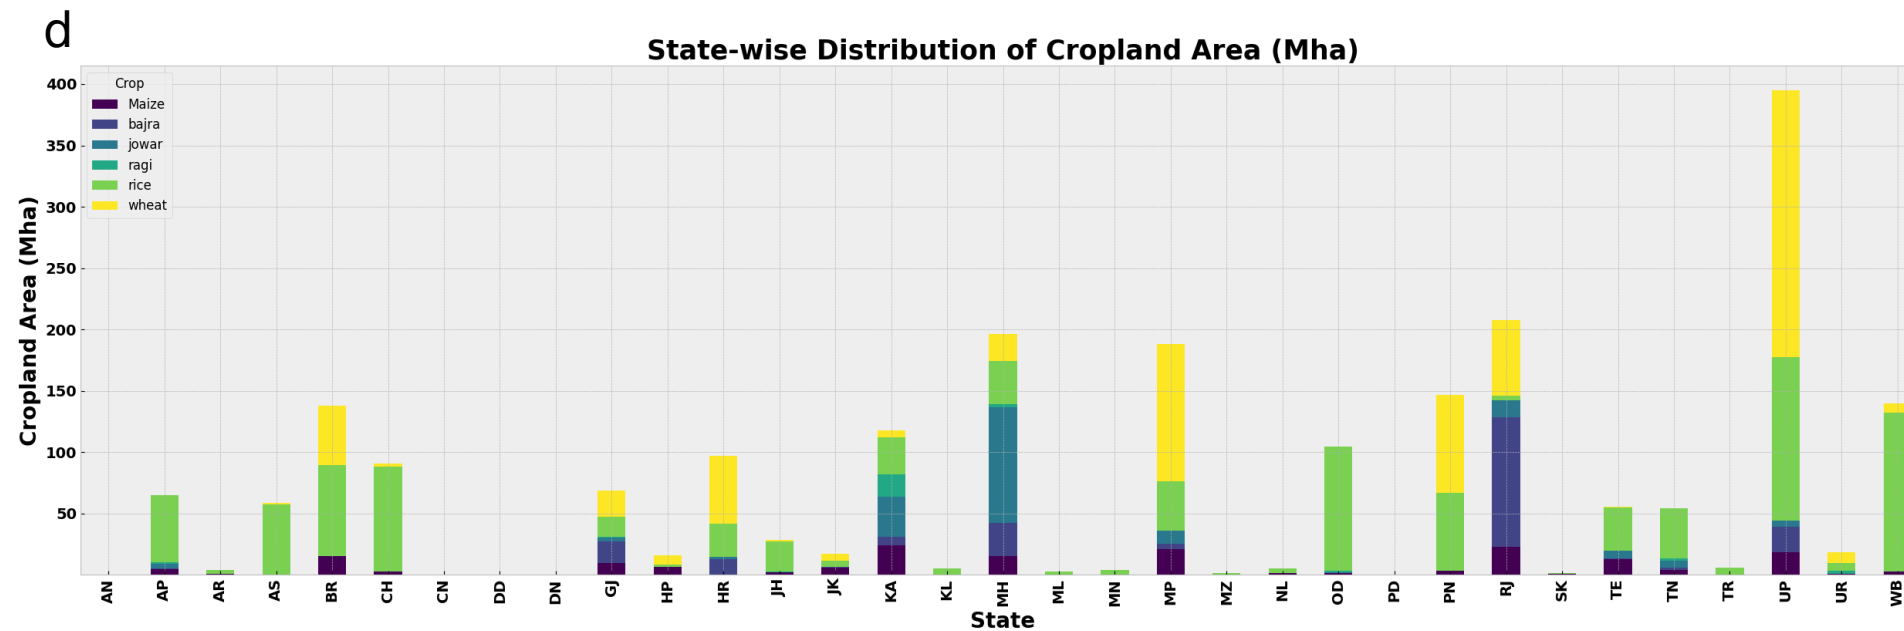 d
State-wise Distribution of Cropland Area (Mha)
Crop
Maize
bajra
jowar
ragi
rice
wheat
Cropland Area (Mha)
400
350
300
250
200
150
100
50
AN AP AR AS BR CH CN DD DN GJ HP HR JH JK KA KL MH ML MN MP MZ NL OD PD PN RJ SK TE TN TR UP UR WB
State